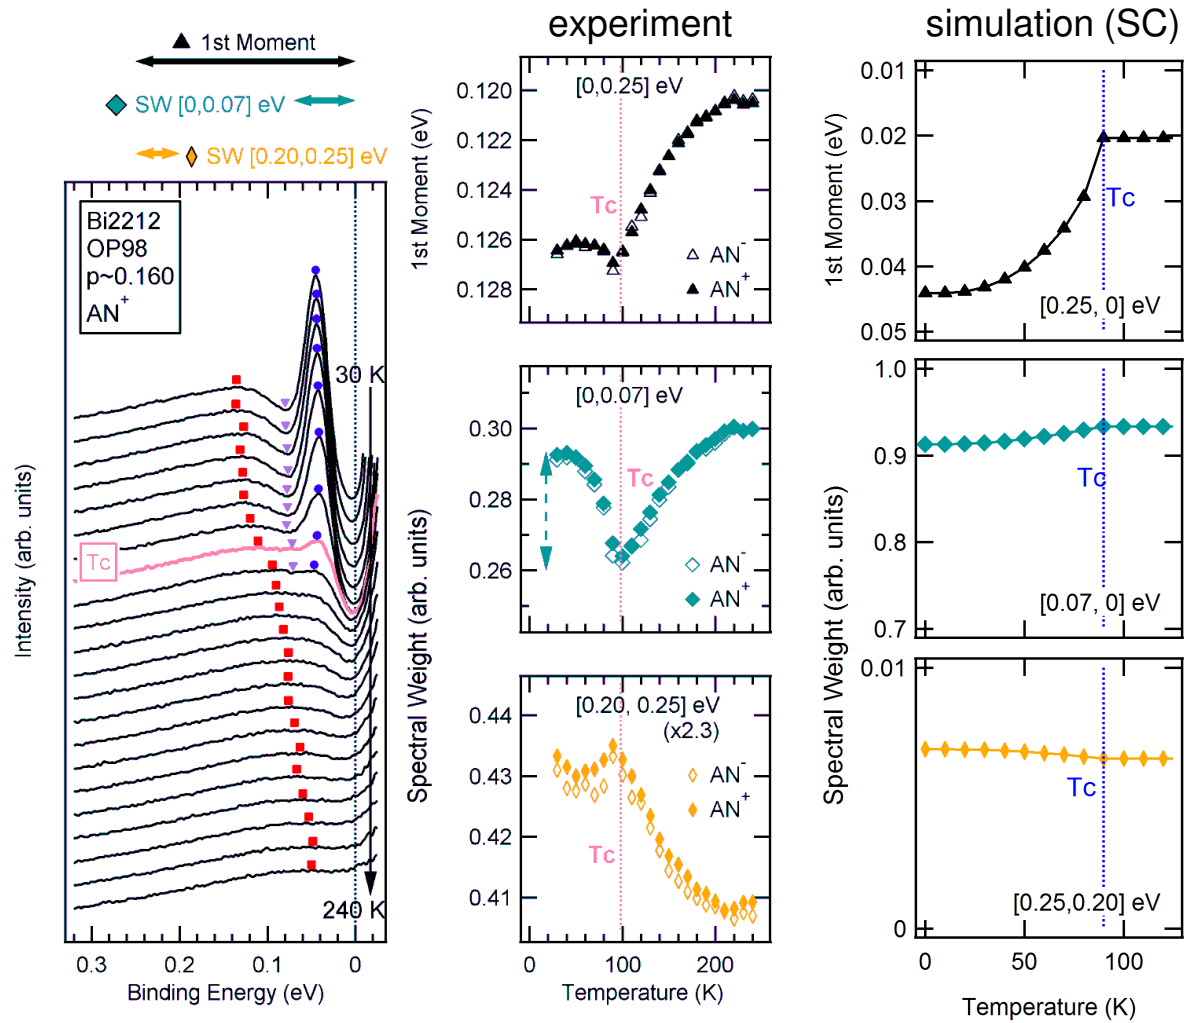 experiment
simulation (SC)
1st Moment
SW [0,0.07] eV
SW [0.20,0.25] eV
Bi2212
OP98
p~0.160
AN+
30 K
Tc
240 K
Intensity (arb. units)
0.3
0.2
0.1
0
Binding Energy (eV)
[0,0.25] eV
0.120
0.122
0.124
0.126
0.128
1st Moment (eV)
Tc
AN-
AN+
[0,0.07] eV
0.30
0.28
0.26
Tc
AN-
AN+
Spectral Weight (arb. units)
[0.20, 0.25] eV
(x2.3)
0.44
0.43
0.42
0.41
AN-
AN+
Tc
0
100
200
Temperature (K)
0.01
0.02
0.03
0.04
0.05
1st Moment (eV)
Tc
[0.25, 0] eV
1.0
0.9
0.8
0.7
Tc
[0.07, 0] eV
Spectral Weight (arb. units)
0.01
0
Tc
[0.25,0.20] eV
0
50
100
Temperature (K)